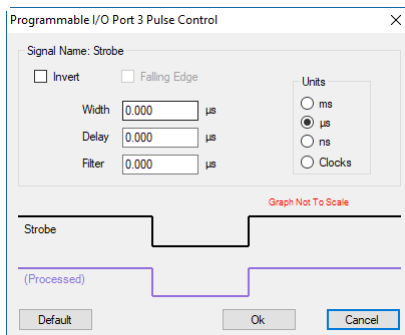 Programmable I/O Port 3 Pulse Control
Signal Name: Strobe
Invert Falling Edge
Units
Width 0.000 µs
ms
µs
Delay 0.000 µs
ns
Filter 0.000 µs
Clocks
Graph Not To Scale
Strobe
(Processed)
Default Ok Cancel